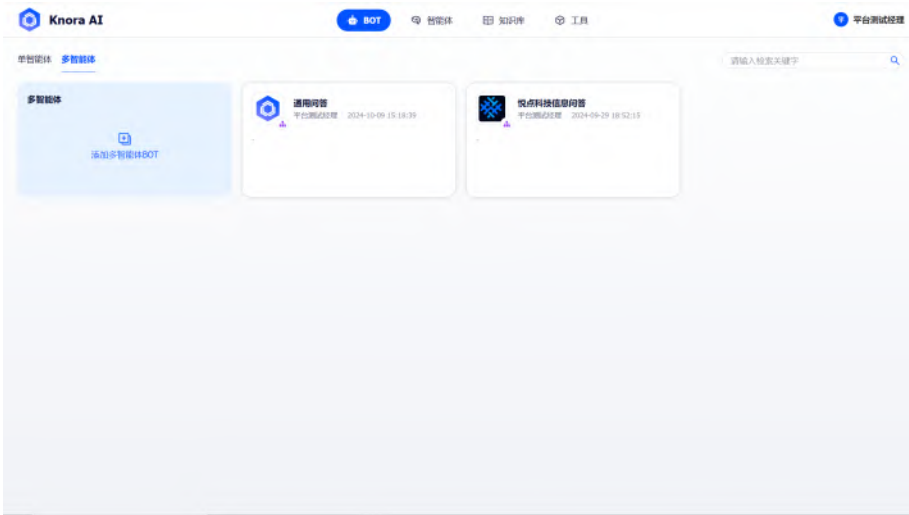 Knora AI
BOT
智能体
知识库
工具
平台测试经理
单智能体
多智能体
请输入检索关键字
多智能体
添加多智能体BOT
通用问答
平台测试经理 2024-10-09 15:18:39
-
悦点科技信息问答
平台测试经理 2024-09-29 18:52:15
-